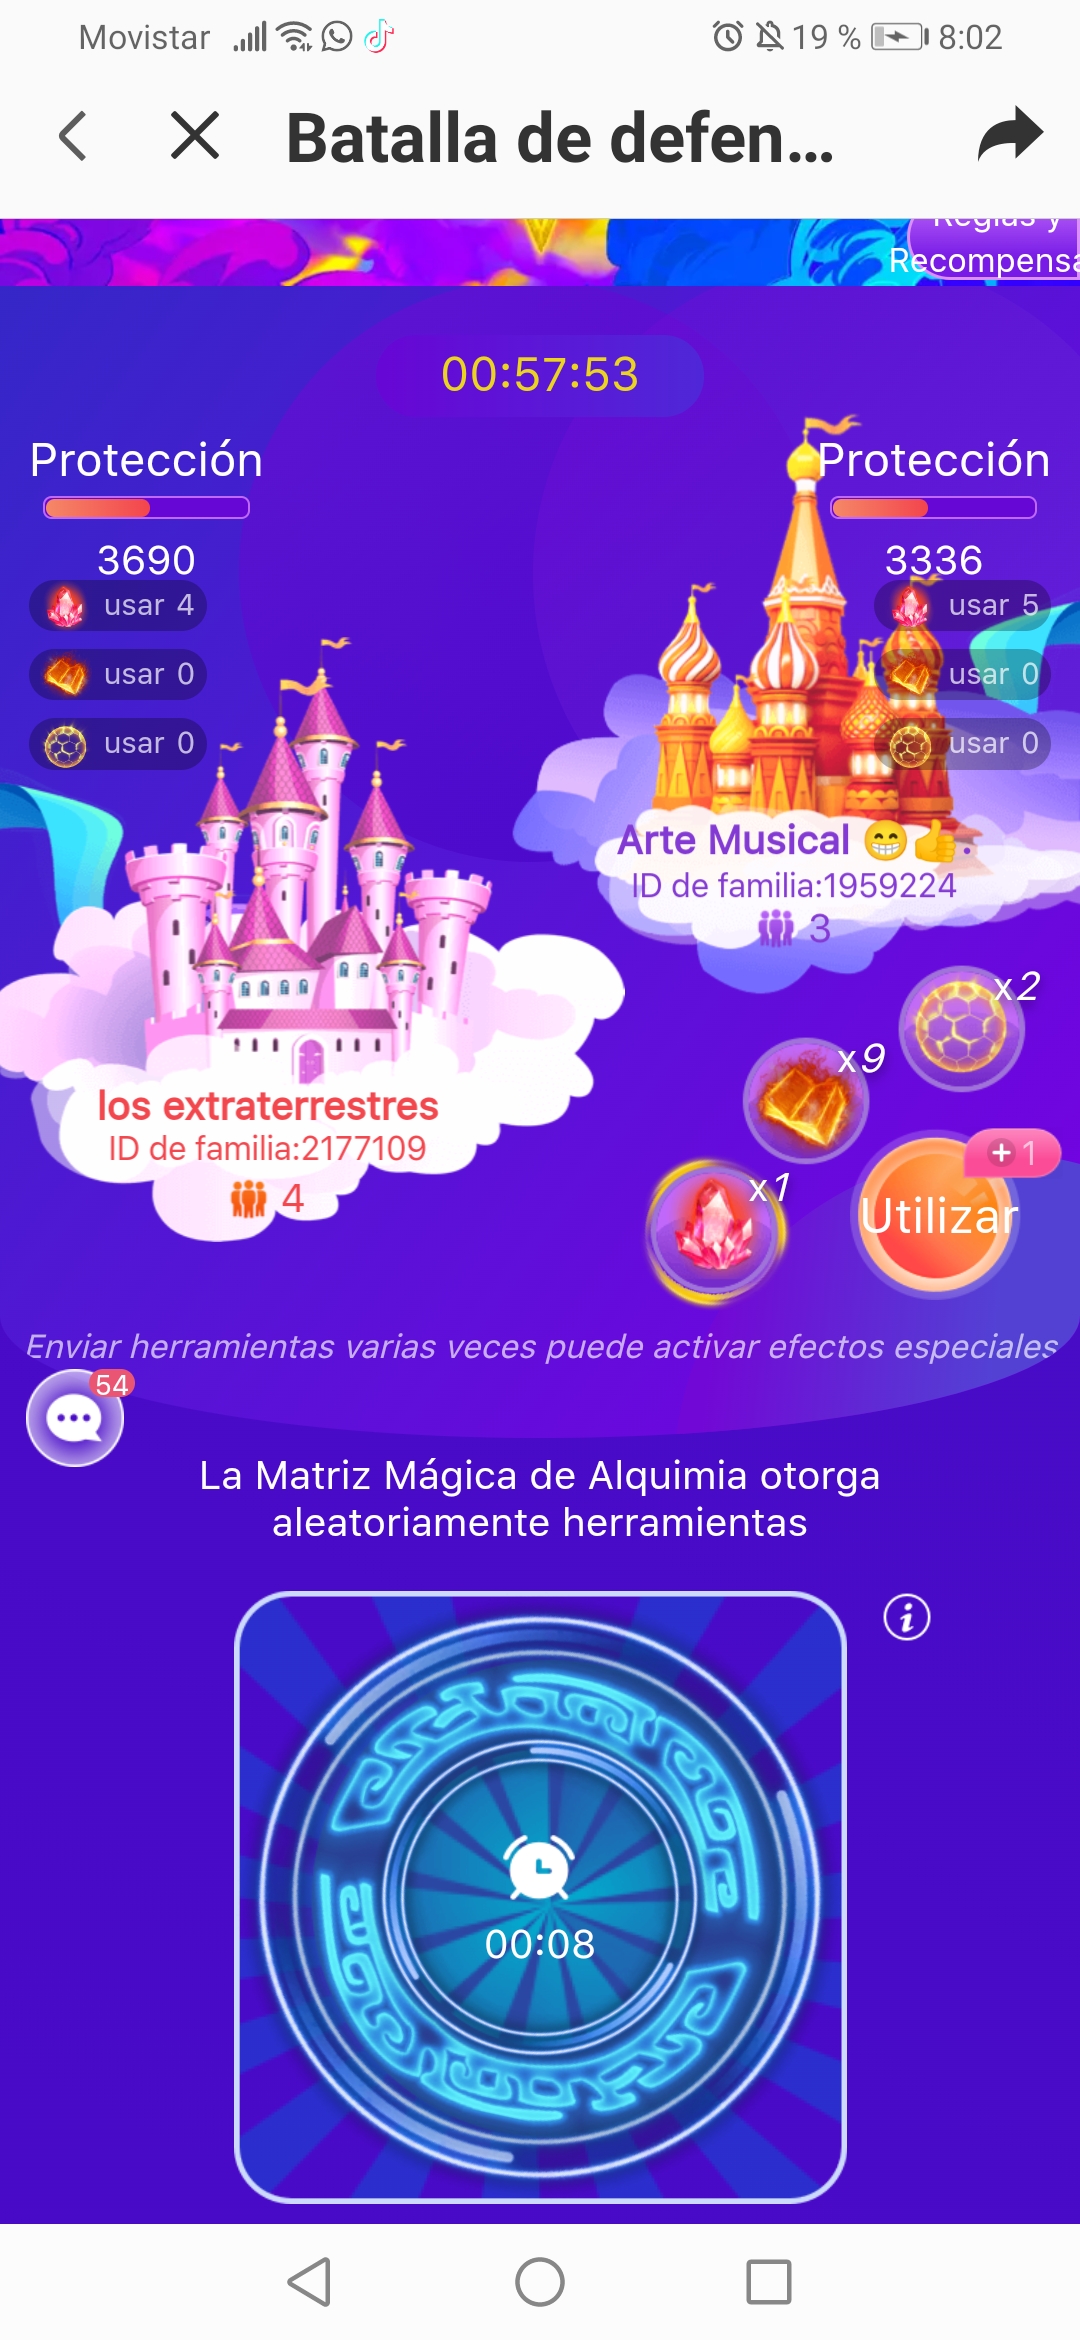 Movistar 19 % 8:02
Batalla de defen...
Reglas y
Recompensa
00:57:53
Protección
3690
usar 4
usar 0
usar 0
Protección
3336
usar 5
usar 0
usar 0
Arte Musical 😁👍.
ID de familia:1959224
3
los extraterrestres
ID de familia:2177109
4
x2
x9
x1
+1
Utilizar
Enviar herramientas varias veces puede activar efectos especiales
54
La Matriz Mágica de Alquimia otorga
aleatoriamente herramientas
i
00:08